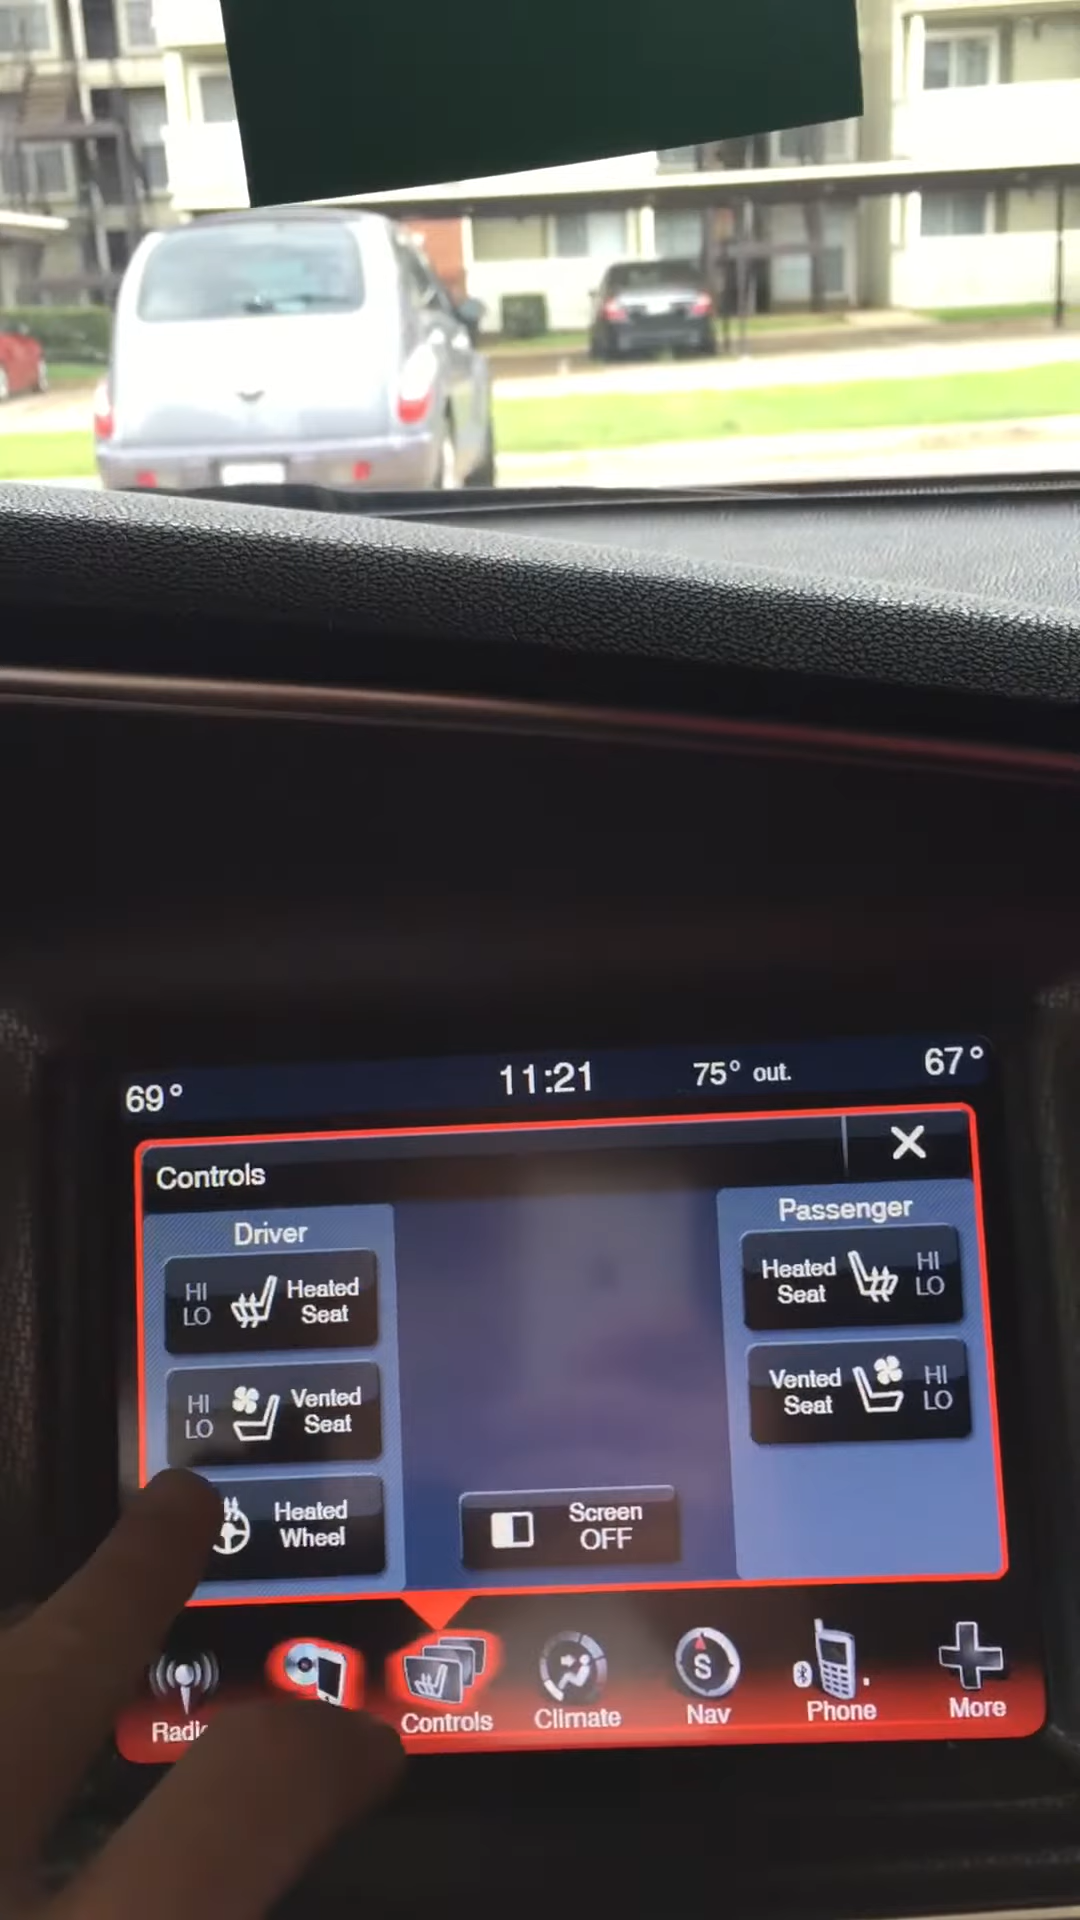 69° 11:21 75° out. 67°
Controls
Driver
Passenger
HI
LO
Heated
Seat
Heated
Seat
HI
LO
HI
LO
Vented
Seat
Vented
Seat
HI
LO
Heated
Wheel
Screen
OFF
S
Controls Climate Nav Phone More